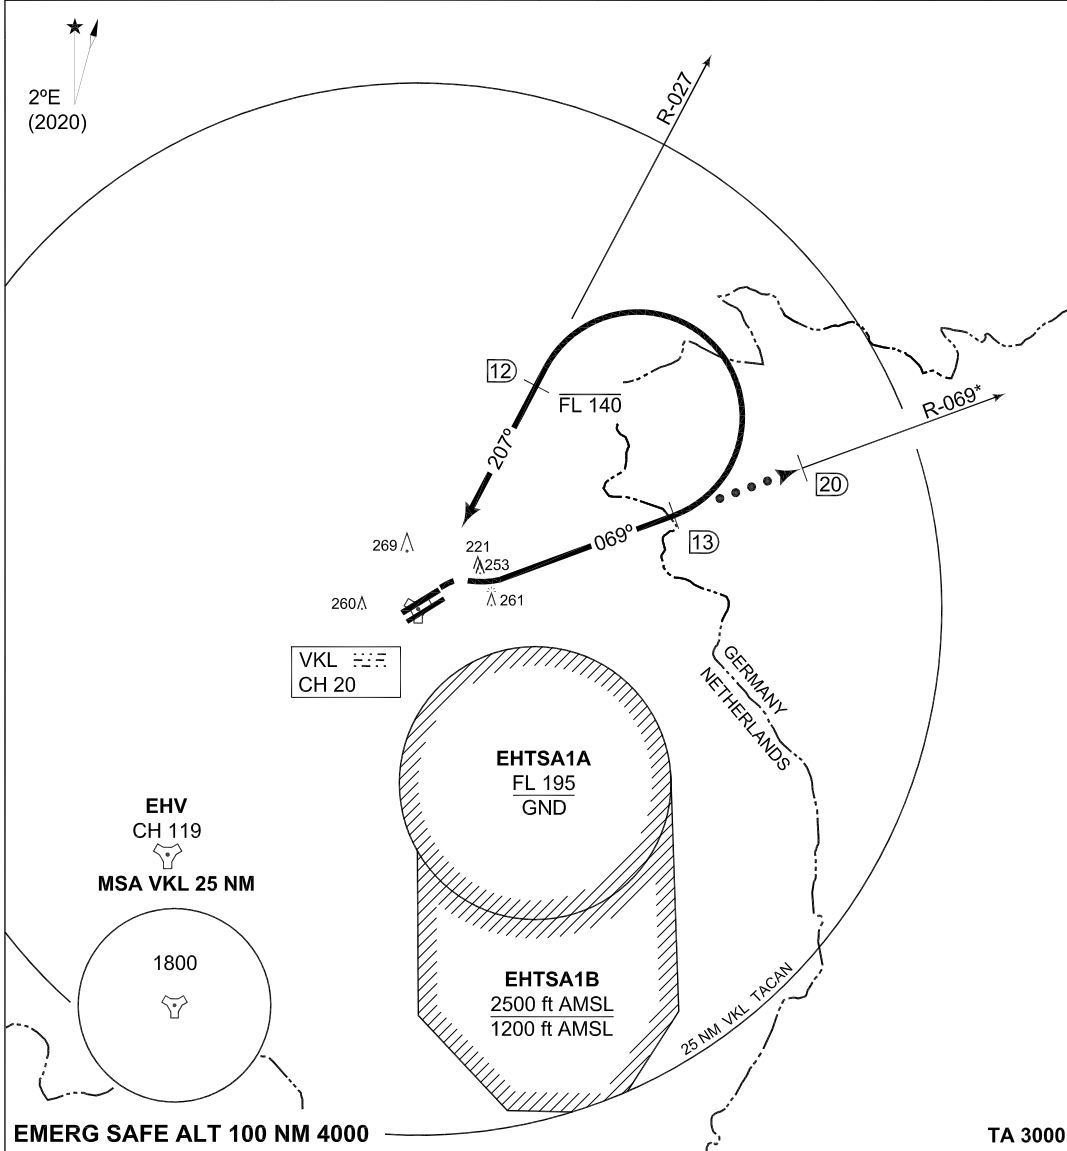 2ºE
(2020)
R-027
12
FL 140
R-069*
207º
20
069º
13
269
221
253
260
261
VKL
CH 20
GERMANY
NETHERLANDS
EHTSA1A
FL 195
GND
EHV
CH 119
MSA VKL 25 NM
1800
EHTSA1B
2500 ft AMSL
1200 ft AMSL
25 NM VKL TACAN
EMERG SAFE ALT 100 NM 4000
TA 3000